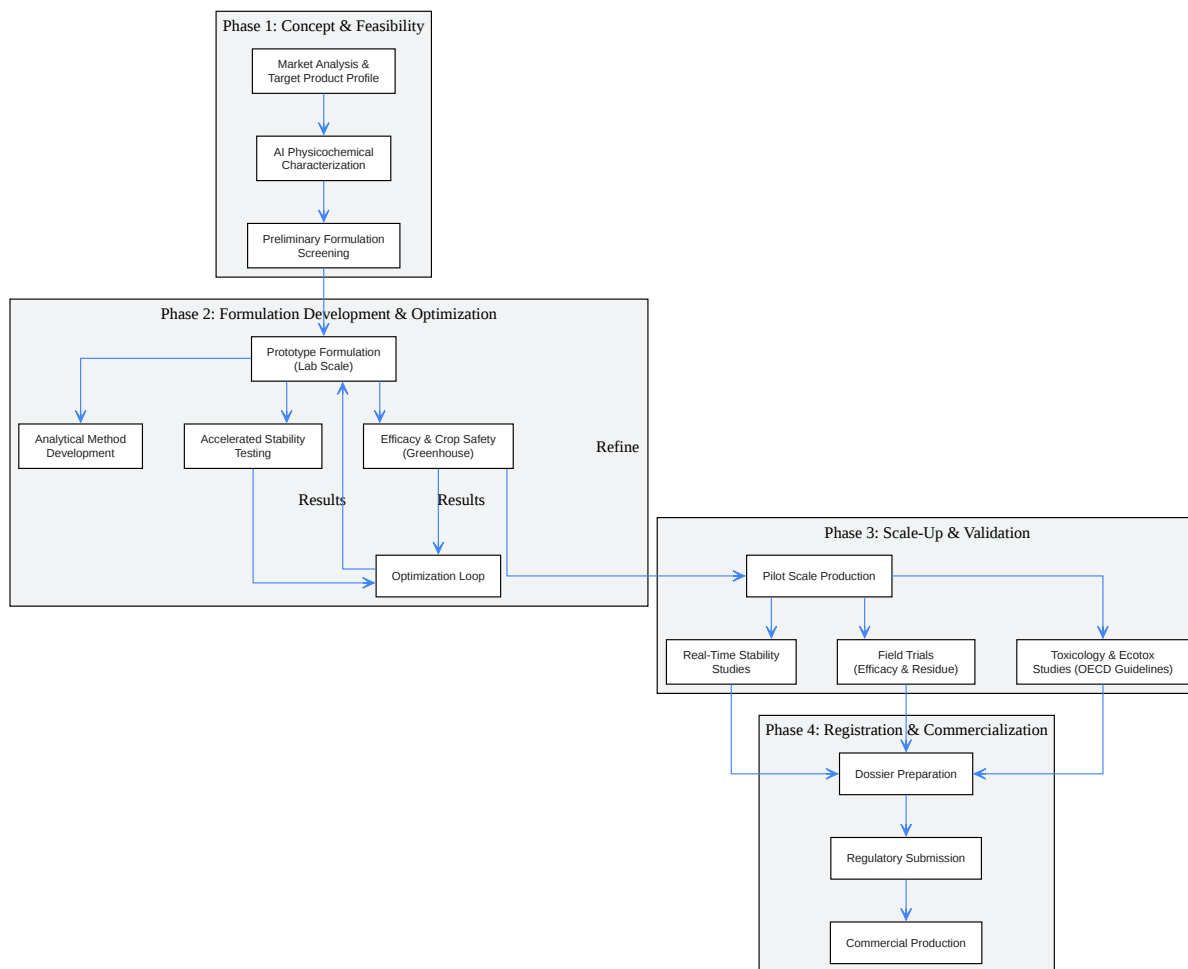 Phase 1: Concept & Feasibility
Market Analysis &
Target Product Profile
AI Physicochemical
Characterization
Preliminary Formulation
Screening
Phase 2: Formulation Development & Optimization
Prototype Formulation
(Lab Scale)
Analytical Method
Development
Accelerated Stability
Testing
Efficacy & Crop Safety
(Greenhouse)
Refine
Results
Results
Optimization Loop
Phase 3: Scale-Up & Validation
Pilot Scale Production
Real-Time Stability
Studies
Field Trials
(Efficacy & Residue)
Toxicology & Ecotox
Studies (OECD Guidelines)
Phase 4: Registration & Commercialization
Dossier Preparation
Regulatory Submission
Commercial Production